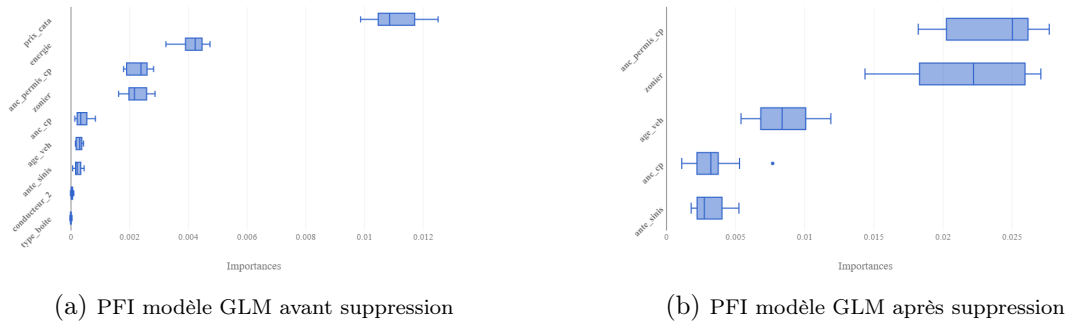 prix_cata
energie
anc_permis_cp
zonier
anc_cp
age_veh
ante_sinis
conducteur_2
type_boite
0
0.002
0.004
0.006
0.008
0.01
0.012
Importances
(a) PFI modèle GLM avant suppression
anc_permis_cp
zonier
age_veh
anc_cp
ante_sinis
0
0.005
0.01
0.015
0.02
0.025
Importances
(b) PFI modèle GLM après suppression